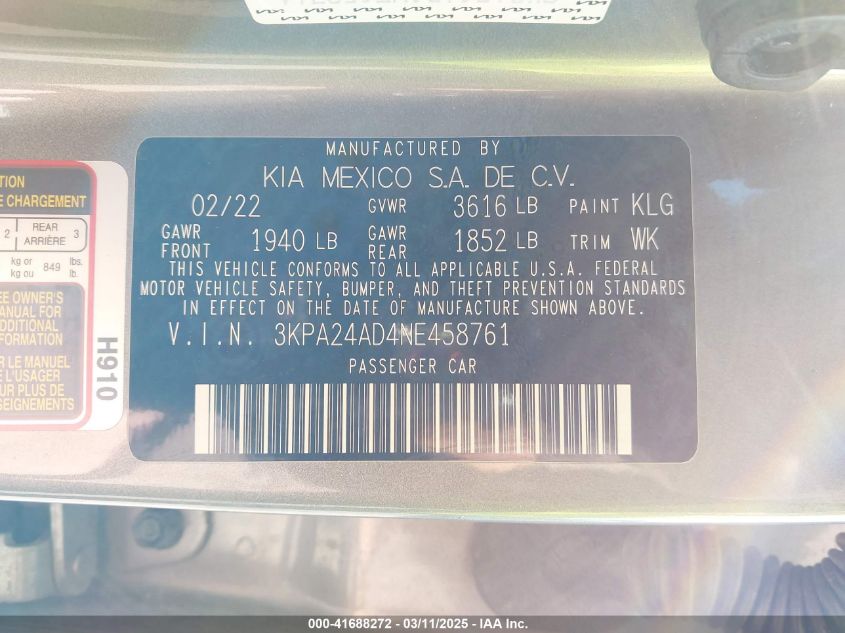 MANUFACTURED BY
KIA MEXICO S.A. DE C.V.
02/22 GVWR 3616 LB PAINT KLG
GAWR FRONT 1940 LB GAWR REAR 1852 LB TRIM WK
THIS VEHICLE CONFORMS TO ALL APPLICABLE U.S.A. FEDERAL
MOTOR VEHICLE SAFETY, BUMPER, AND THEFT PREVENTION STANDARDS
IN EFFECT ON THE DATE OF MANUFACTURE SHOWN ABOVE.
V.I.N. 3KPA24AD4NE458761
PASSENGER CAR
E CHARGEMENT
2 REAR ARRIÈRE 3
kg or kg ou 849 lbs. lb.
EE OWNER'S
MANUAL FOR
ADDITIONAL
INFORMATION
R LE MANUEL
L'USAGER
UR PLUS DE
SEIGNEMENTS
H910
000-41688272 - 03/11/2025 - IAA Inc.